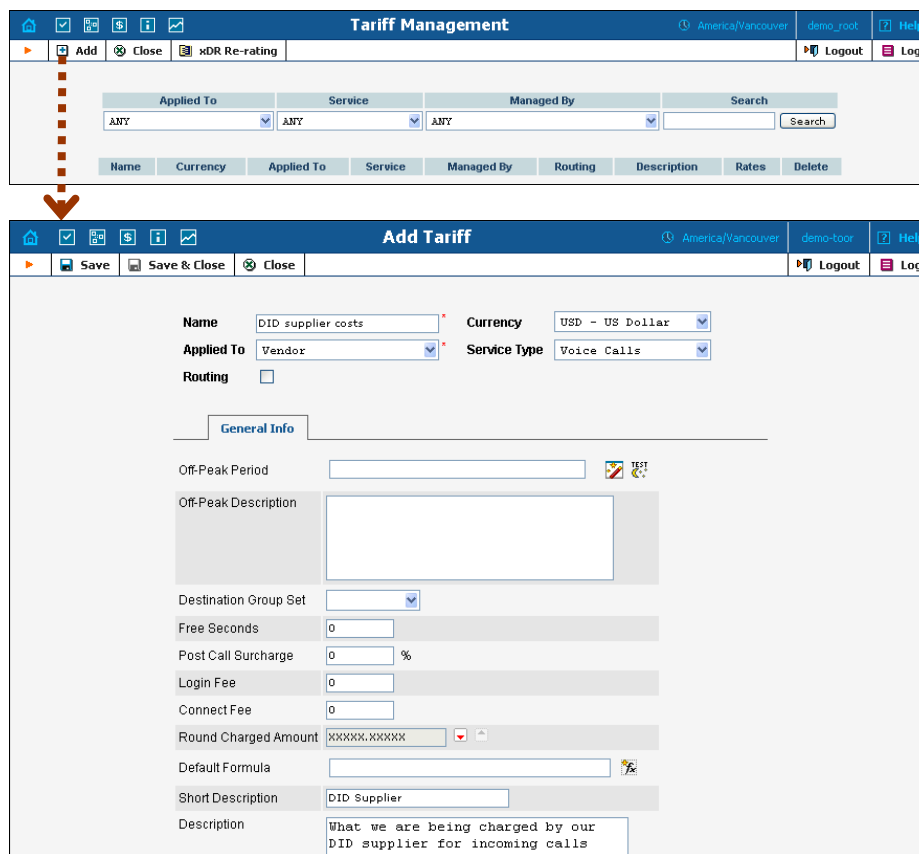 Tariff Management America/Vancouver demo_root ? Help
Add Close xDR Re-rating Logout Log
Applied To Service Managed By Search
ANY ANY ANY Search
Name Currency Applied To Service Managed By Routing Description Rates Delete
Add Tariff America/Vancouver demo-toor ? Help
Save Save & Close Close Logout Log
Name DID supplier costs * Currency USD - US Dollar
Applied To Vendor * Service Type Voice Calls
Routing
General Info
Off-Peak Period TEST
Off-Peak Description
Destination Group Set
Free Seconds 0
Post Call Surcharge 0 %
Login Fee 0
Connect Fee 0
Round Charged Amount XXXXX.XXXXX
Default Formula fx
Short Description DID Supplier
Description What we are being charged by our
DID supplier for incoming calls